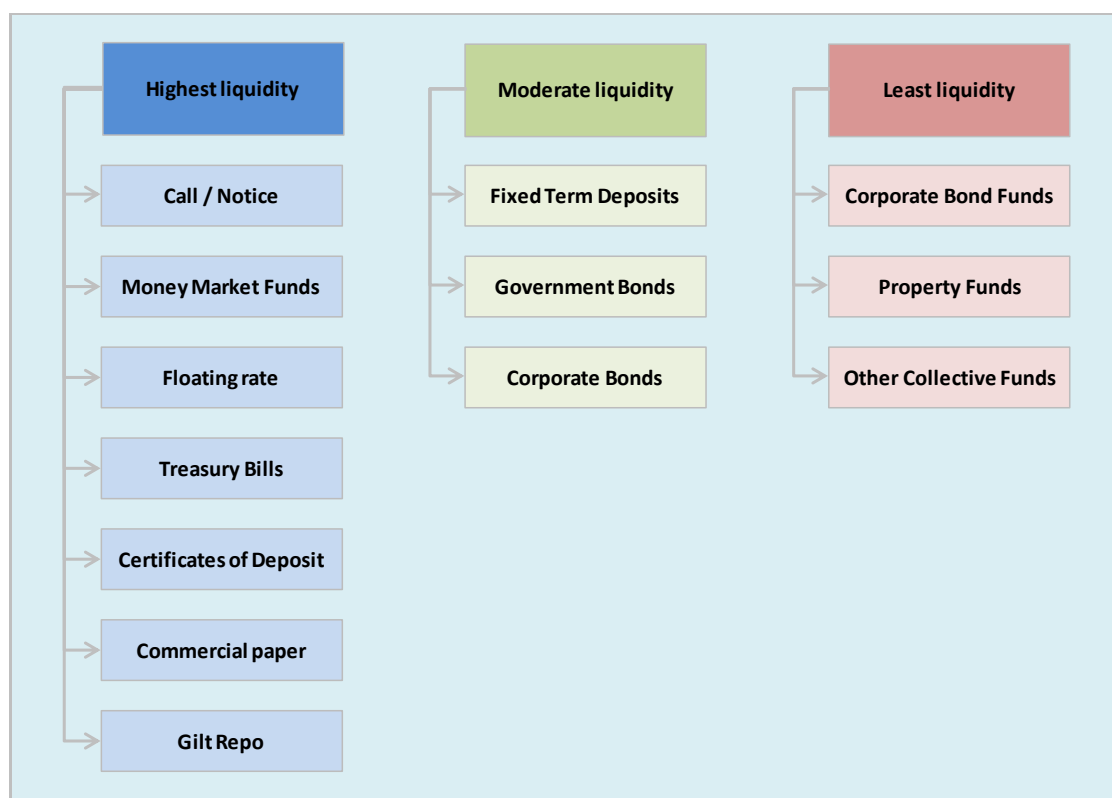 Highest liquidity
Call / Notice
Money Market Funds
Floating rate
Treasury Bills
Certificates of Deposit
Commercial paper
Gilt Repo
Moderate liquidity
Fixed Term Deposits
Government Bonds
Corporate Bonds
Least liquidity
Corporate Bond Funds
Property Funds
Other Collective Funds